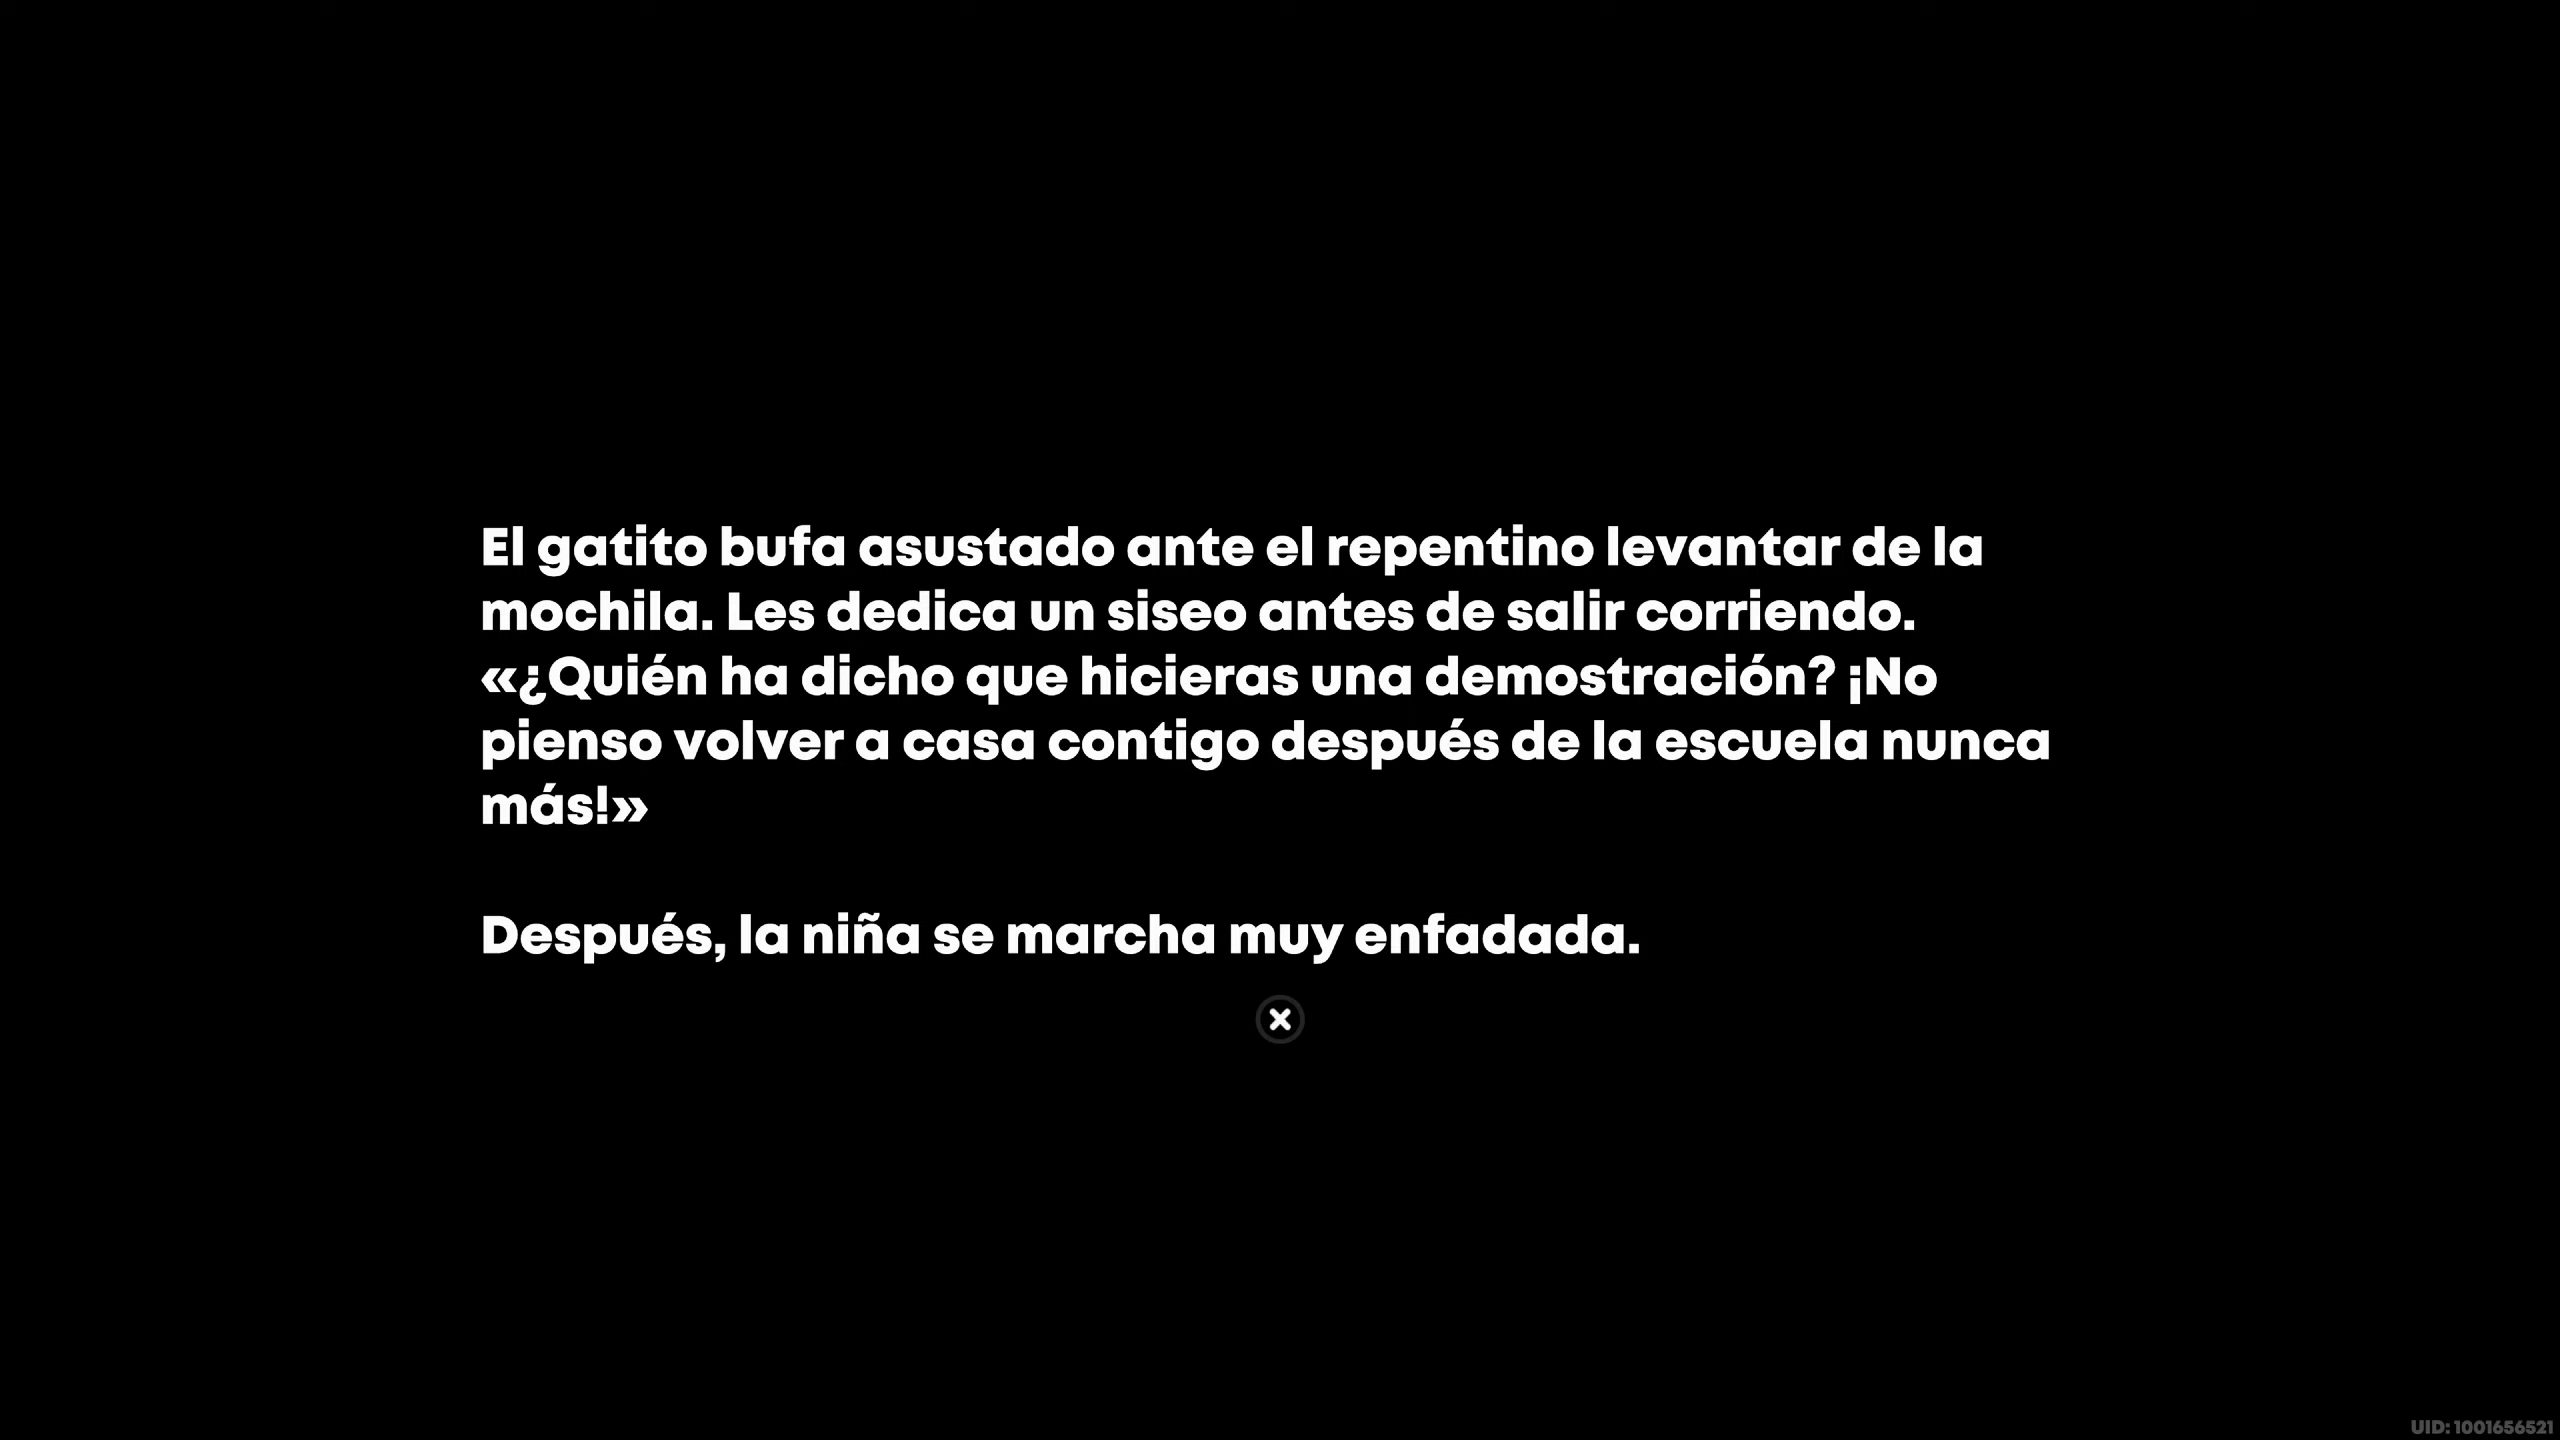 El gatito bufa asustado ante el repentino levantar de la
mochila. Les dedica un siseo antes de salir corriendo.
«¿Quién ha dicho que hicieras una demostración? ¡No
pienso volver a casa contigo después de la escuela nunca
más!»
Después, la niña se marcha muy enfadada.
UID: 1001656521